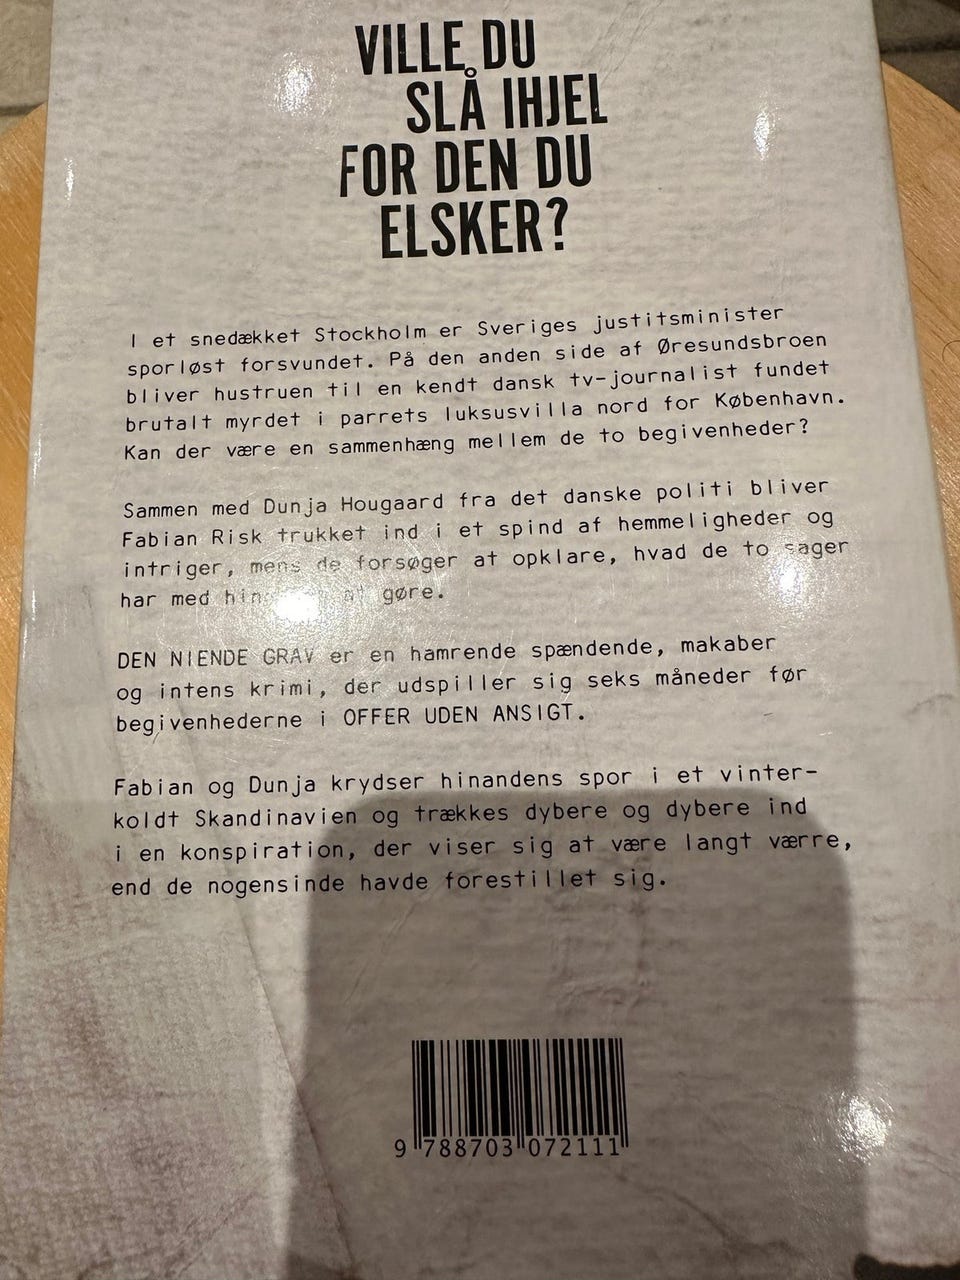 VILLE DU
SLÅ IHJEL
FOR DEN DU
ELSKER?
I et snedækket Stockholm er Sveriges justitsminister
sporløst forsvundet. På den anden side af Øresundsbroen
bliver hustruen til en kendt dansk tv-journalist fundet
brutalt myrdet i parrets luksusvilla nord for København.
Kan der være en sammenhæng mellem de to begivenheder?
Sammen med Dunja Hougaard fra det danske politi bliver
Fabian Risk trukket ind i et spind af hemmeligheder og
intriger, mens de forsøger at opklare, hvad de to sager
har med at gøre.
DEN NIENDE GRAV er en hamrende spændende, makaber
og intens krimi, der udspiller sig seks måneder før
begivenhederne i OFFER UDEN ANSIGT.
Fabian og Dunja krydser hinandens spor i et vinter-
koldt Skandinavien og trækkes dybere og dybere ind
i en konspiration, der viser sig at være langt værre,
end de nogensinde havde forestillet sig.
9 788703 072111